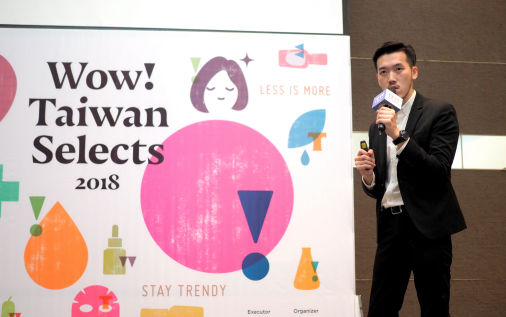 Wow!
Taiwan
Selects
2018
LESS IS MORE
STAY TRENDY
Executor
Organizer